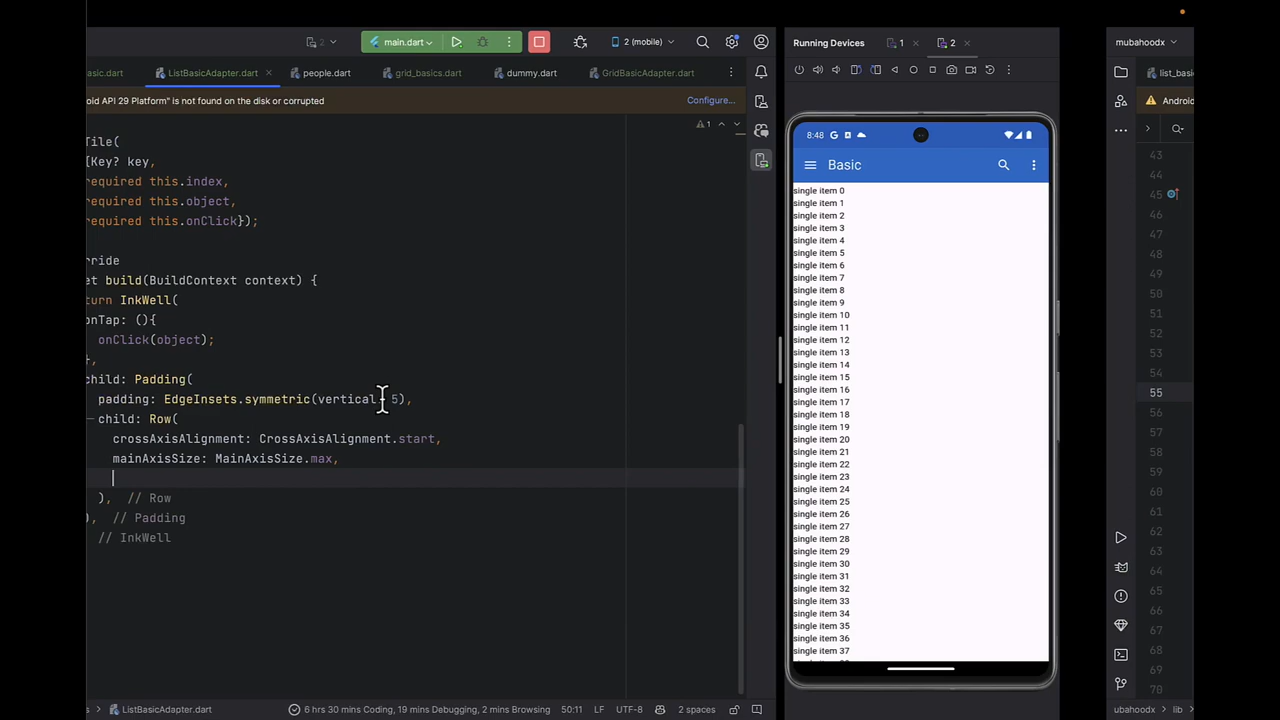 main.dart
2 (mobile)
2
Running Devices
1
2
mubahoodx
basic.dart
ListBasicAdapter.dart
people.dart
grid_basics.dart
dummy.dart
GridBasicAdapter.dart
oid API 29 Platform" is not found on the disk or corrupted
Configure...
Android
1
Tile(
[Key? key,
required this.index,
required this.object,
required this.onClick});
rride
et build(BuildContext context) {
turn InkWell(
onTap: (){
onClick(object);
},
child: Padding(
padding: EdgeInsets.symmetric(vertical 5),
child: Row(
crossAxisAlignment: CrossAxisAlignment.start,
mainAxisSize: MainAxisSize.max,
), // Row
), // Padding
// InkWell
8:48
Basic
single item 0
single item 1
single item 2
single item 3
single item 4
single item 5
single item 6
single item 7
single item 8
single item 9
single item 10
single item 11
single item 12
single item 13
single item 14
single item 15
single item 16
single item 17
single item 18
single item 19
single item 20
single item 21
single item 22
single item 23
single item 24
single item 25
single item 26
single item 27
single item 28
single item 29
single item 30
single item 31
single item 32
single item 33
single item 34
single item 35
single item 36
single item 37
list_basic
43
44
45
46
47
48
50
51
52
53
54
55
56
57
58
59
60
61
62
63
64
65
66
67
68
69
70
ListBasicAdapter.dart
6 hrs 30 mins Coding, 19 mins Debugging, 2 mins Browsing
50:11
LF
UTF-8
2 spaces
ubahoodx
lib